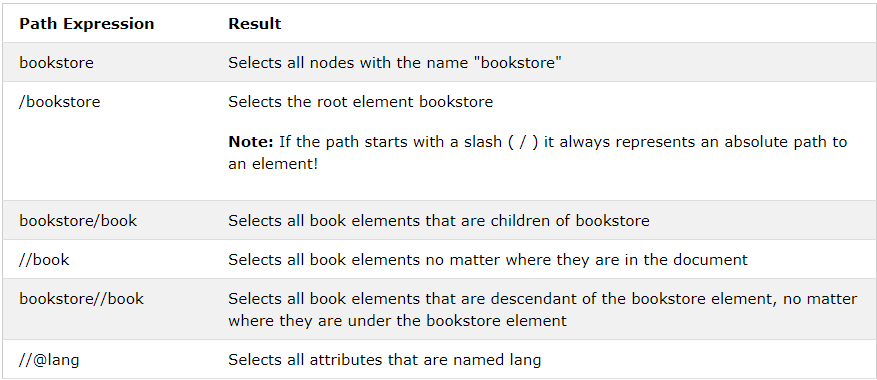 Path Expression Result
bookstore Selects all nodes with the name "bookstore"
/bookstore Selects the root element bookstore
Note: If the path starts with a slash ( / ) it always represents an absolute path to
an element!
bookstore/book Selects all book elements that are children of bookstore
//book Selects all book elements no matter where they are in the document
bookstore//book Selects all book elements that are descendant of the bookstore element, no matter
where they are under the bookstore element
//@lang Selects all attributes that are named lang